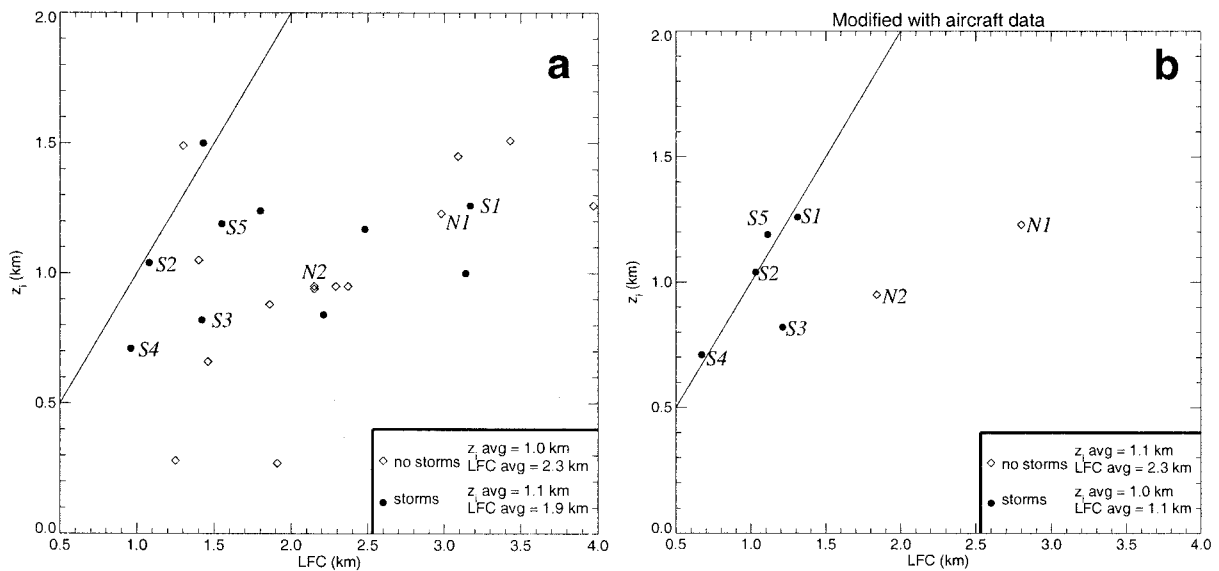 a
2.0
1.5
1.0
0.5
0.0
z_i (km)
0.5 1.0 1.5 2.0 2.5 3.0 3.5 4.0
LFC (km)
S1
N1
S5
S2
N2
S3
S4
no storms
z_i avg = 1.0 km
LFC avg = 2.3 km
storms
z_i avg = 1.1 km
LFC avg = 1.9 km
Modified with aircraft data
b
2.0
1.5
1.0
0.5
0.0
z_i (km)
0.5 1.0 1.5 2.0 2.5 3.0 3.5 4.0
LFC (km)
S5
S1
N1
S2
N2
S3
S4
no storms
z_i avg = 1.1 km
LFC avg = 2.3 km
storms
z_i avg = 1.0 km
LFC avg = 1.1 km